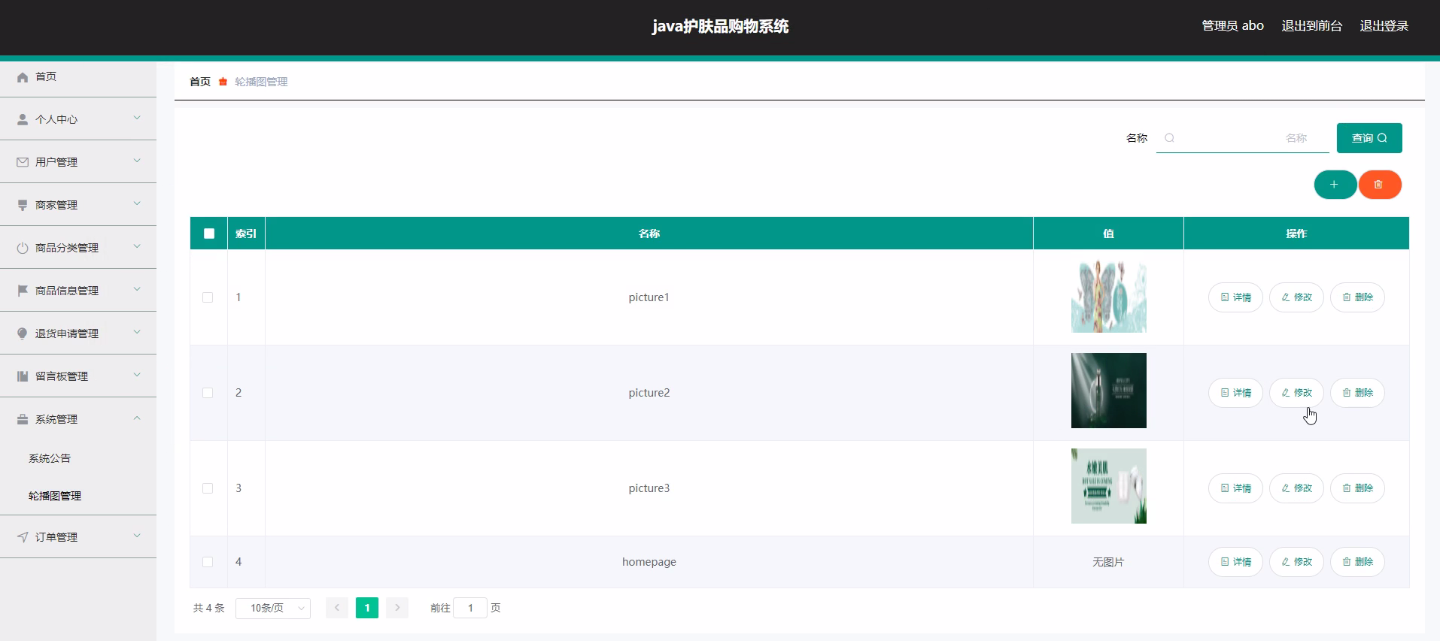 java护肤品购物系统
管理员 abo 退出到前台 退出登录
首页
个人中心
用户管理
商家管理
商品分类管理
商品信息管理
退货申请管理
留言板管理
系统管理
系统公告
轮播图管理
订单管理
首页 轮播图管理
名称 名称 查询
索引 名称 值 操作
1 picture1 详情 修改 删除
2 picture2 详情 修改 删除
3 picture3 详情 修改 删除
水嫩美肌
4 homepage 无图片 详情 修改 删除
共 4 条 10条/页 1 前往 1 页